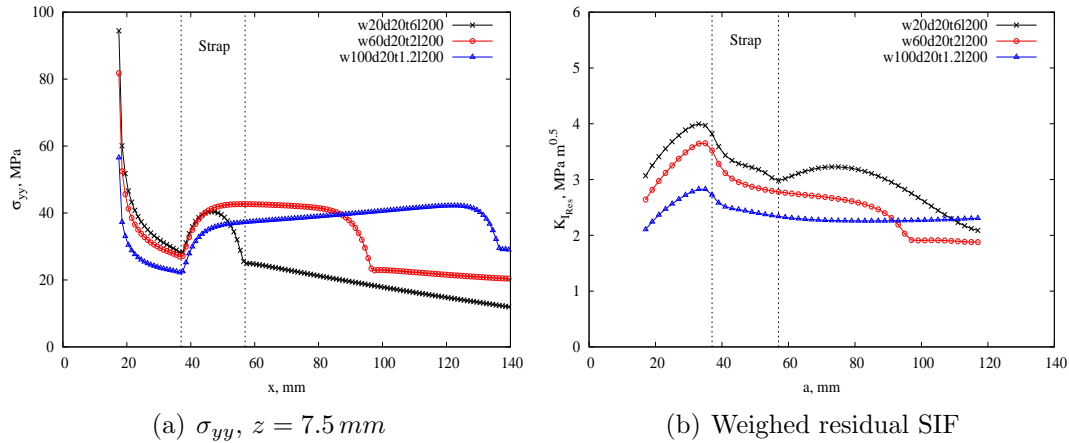 100
80
60
40
20
0
0 20 40 60 80 100 120 140
σyy, MPa
x, mm
Strap
w20d20t6l200
w60d20t2l200
w100d20t1.2l200
(a) σyy, z = 7.5 mm
6
5
4
3
2
1
0
0 20 40 60 80 100 120 140
KIRes, MPa m^0.5
a, mm
Strap
w20d20t6l200
w60d20t2l200
w100d20t1.2l200
(b) Weighed residual SIF